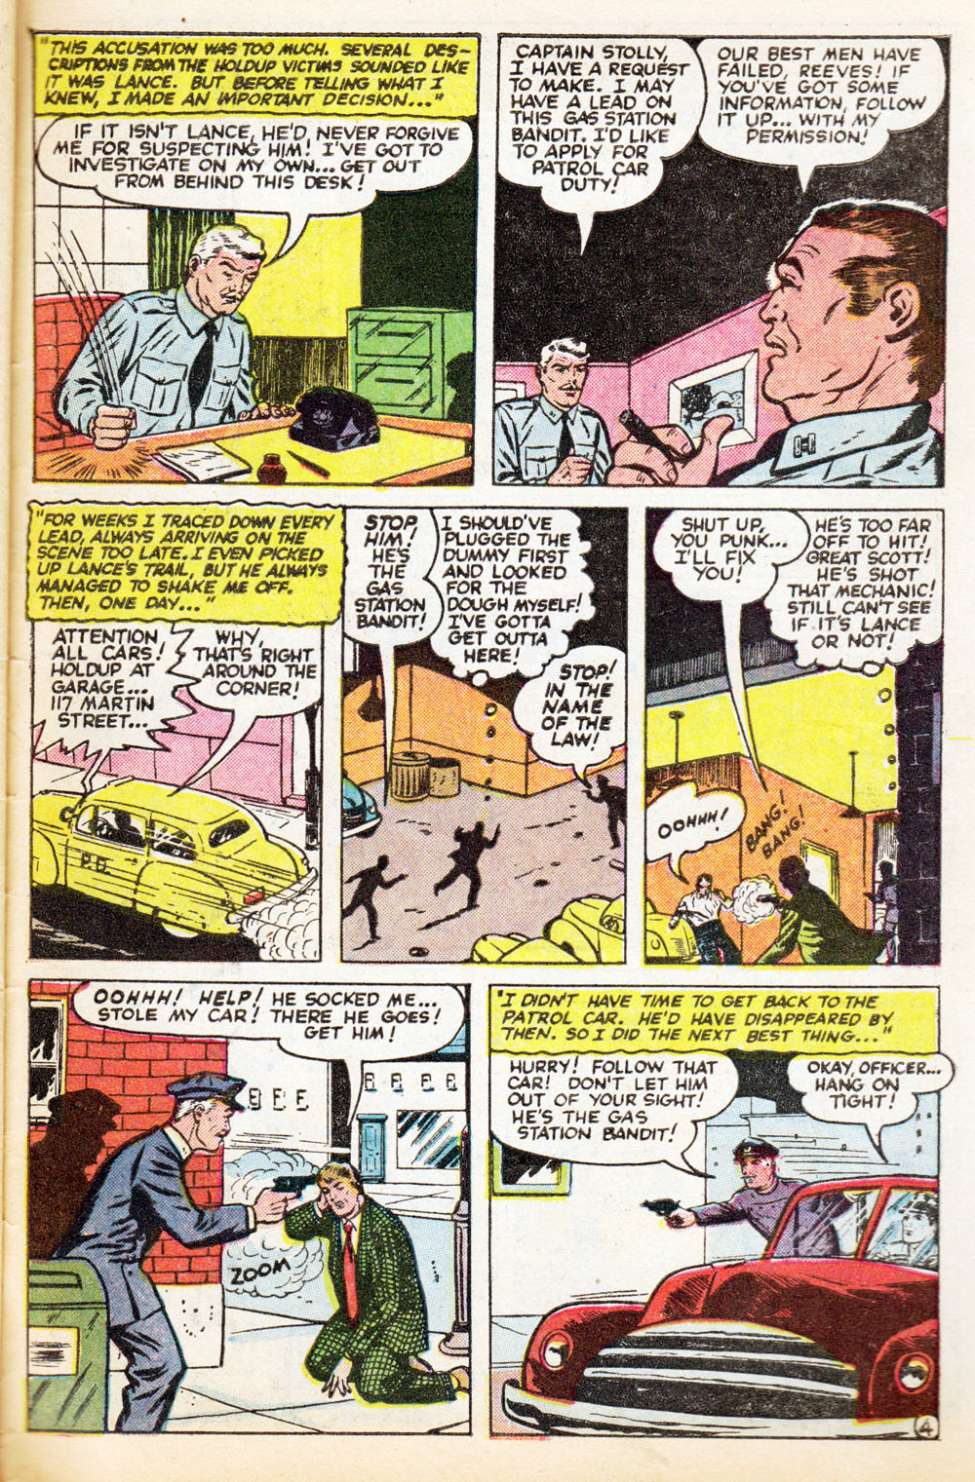 "THIS ACCUSATION WAS TOO MUCH. SEVERAL DES-
CRIPTIONS FROM THE HOLDUP VICTIMS SOUNDED LIKE
IT WAS LANCE. BUT BEFORE TELLING WHAT I
KNEW, I MADE AN IMPORTANT DECISION..."
IF IT ISN'T LANCE, HE'D NEVER FORGIVE
ME FOR SUSPECTING HIM! I'VE GOT TO
INVESTIGATE ON MY OWN... GET OUT
FROM BEHIND THIS DESK!
CAPTAIN STOLLY,
I HAVE A REQUEST
TO MAKE. I MAY
HAVE A LEAD ON
THIS GAS STATION
BANDIT. I'D LIKE
TO APPLY FOR
PATROL CAR
DUTY!
OUR BEST MEN HAVE
FAILED, REEVES! IF
YOU'VE GOT SOME
INFORMATION, FOLLOW
IT UP... WITH MY
PERMISSION!
"FOR WEEKS I TRACED DOWN EVERY
LEAD, ALWAYS ARRIVING ON THE
SCENE TOO LATE. I EVEN PICKED
UP LANCE'S TRAIL, BUT HE ALWAYS
MANAGED TO SHAKE ME OFF.
THEN, ONE DAY..."
ATTENTION
ALL CARS!
HOLDUP AT
GARAGE...
117 MARTIN
STREET...
WHY,
THAT'S RIGHT
AROUND THE
CORNER!
P.D.
STOP
HIM!
HE'S
THE
GAS
STATION
BANDIT!
I SHOULD'VE
PLUGGED THE
DUMMY FIRST
AND LOOKED
FOR THE
DOUGH MYSELF!
I'VE GOTTA
GET OUTTA
HERE!
STOP!
IN THE
NAME
OF THE
LAW!
SHUT UP,
YOU PUNK...
I'LL FIX
YOU!
HE'S TOO FAR
OFF TO HIT!
GREAT SCOTT!
HE'S SHOT
THAT MECHANIC!
STILL CAN'T SEE
IF IT'S LANCE
OR NOT!
OOHHH!
BANG!
BANG!
OOHHH! HELP! HE SOCKED ME...
STOLE MY CAR! THERE HE GOES!
GET HIM!
ZOOM
"I DIDN'T HAVE TIME TO GET BACK TO THE
PATROL CAR. HE'D HAVE DISAPPEARED BY
THEN. SO I DID THE NEXT BEST THING..."
HURRY! FOLLOW THAT
CAR! DON'T LET HIM
OUT OF YOUR SIGHT!
HE'S THE GAS
STATION BANDIT!
OKAY, OFFICER...
HANG ON
TIGHT!
4